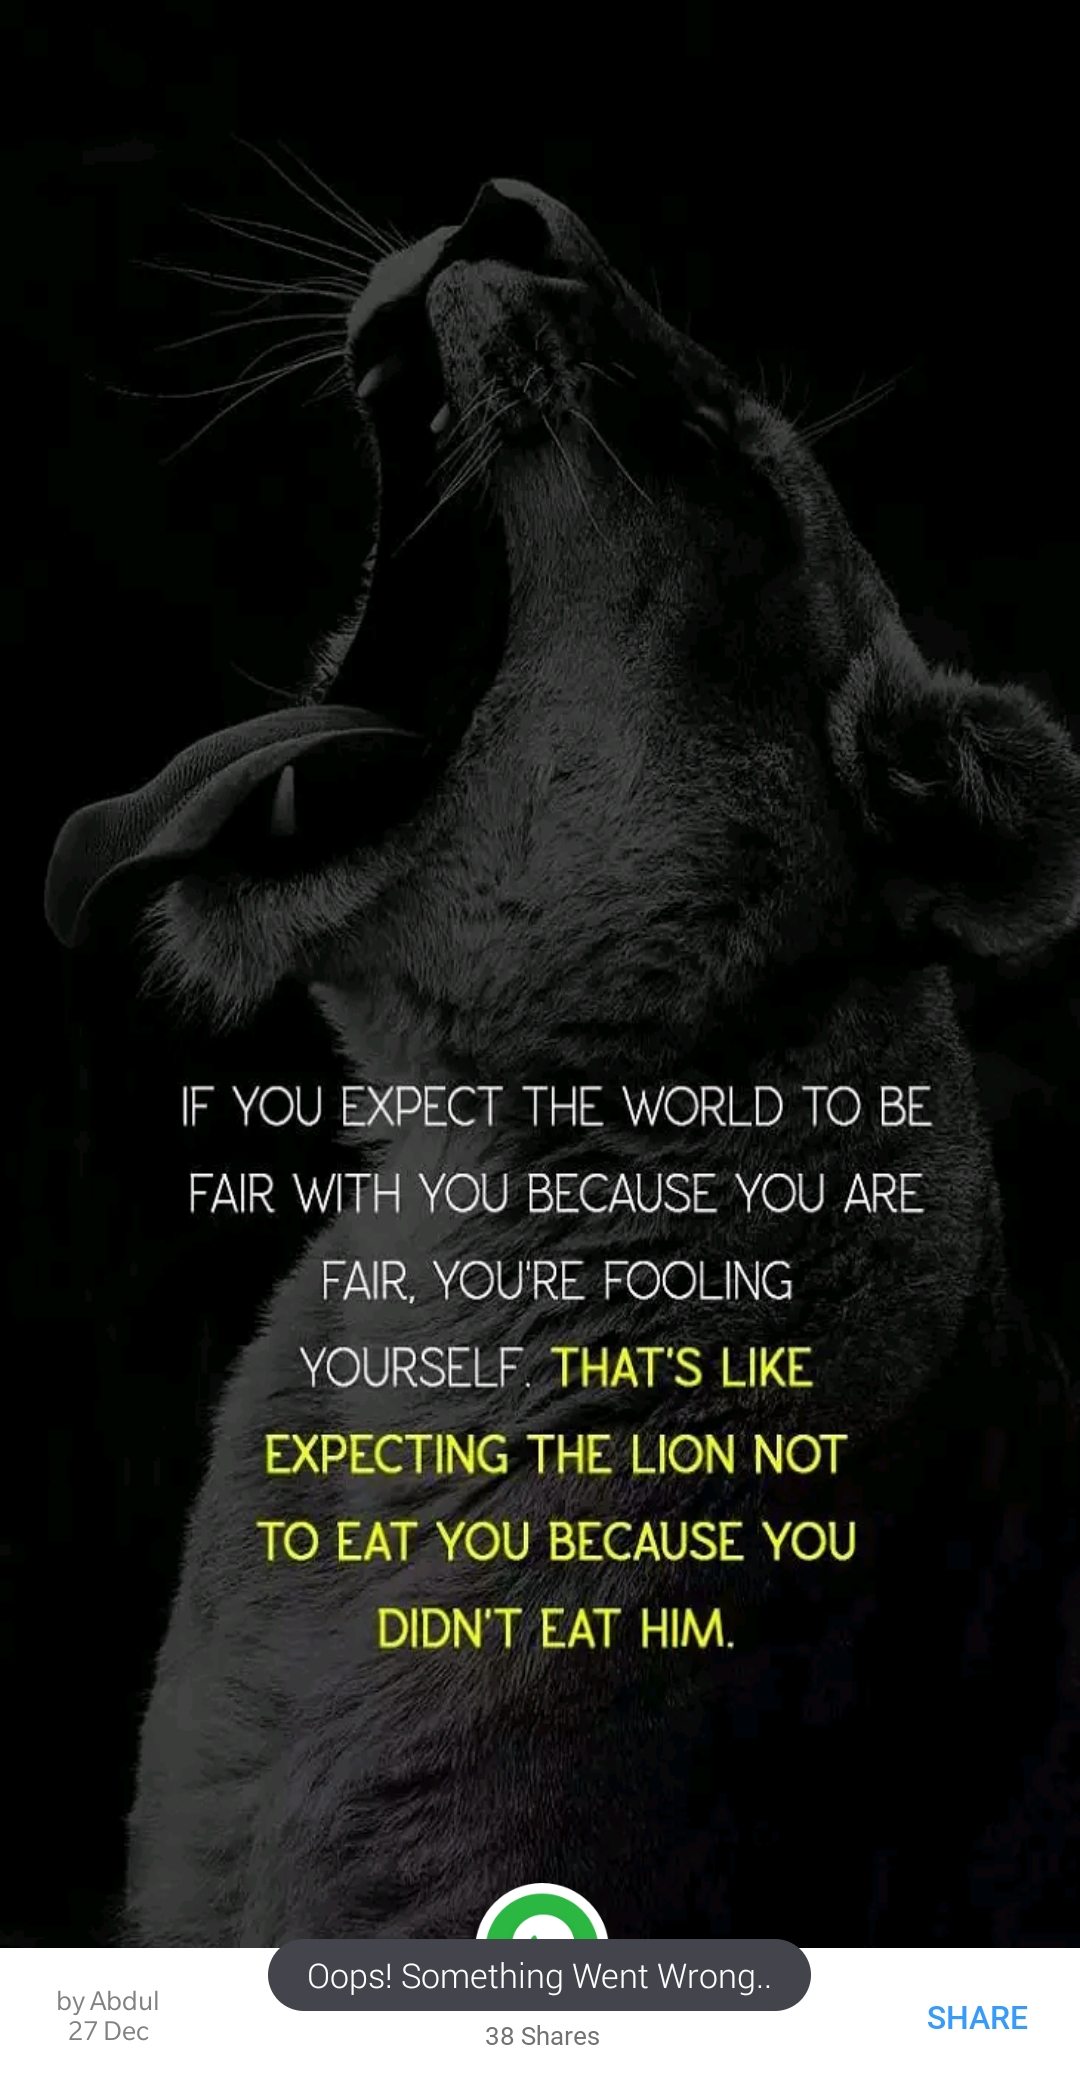 IF YOU EXPECT THE WORLD TO BE
FAIR WITH YOU BECAUSE YOU ARE
FAIR, YOU'RE FOOLING
YOURSELF. THAT'S LIKE
EXPECTING THE LION NOT
TO EAT YOU BECAUSE YOU
DIDN'T EAT HIM.
Oops! Something Went Wrong..
by Abdul
27 Dec
38 Shares
SHARE